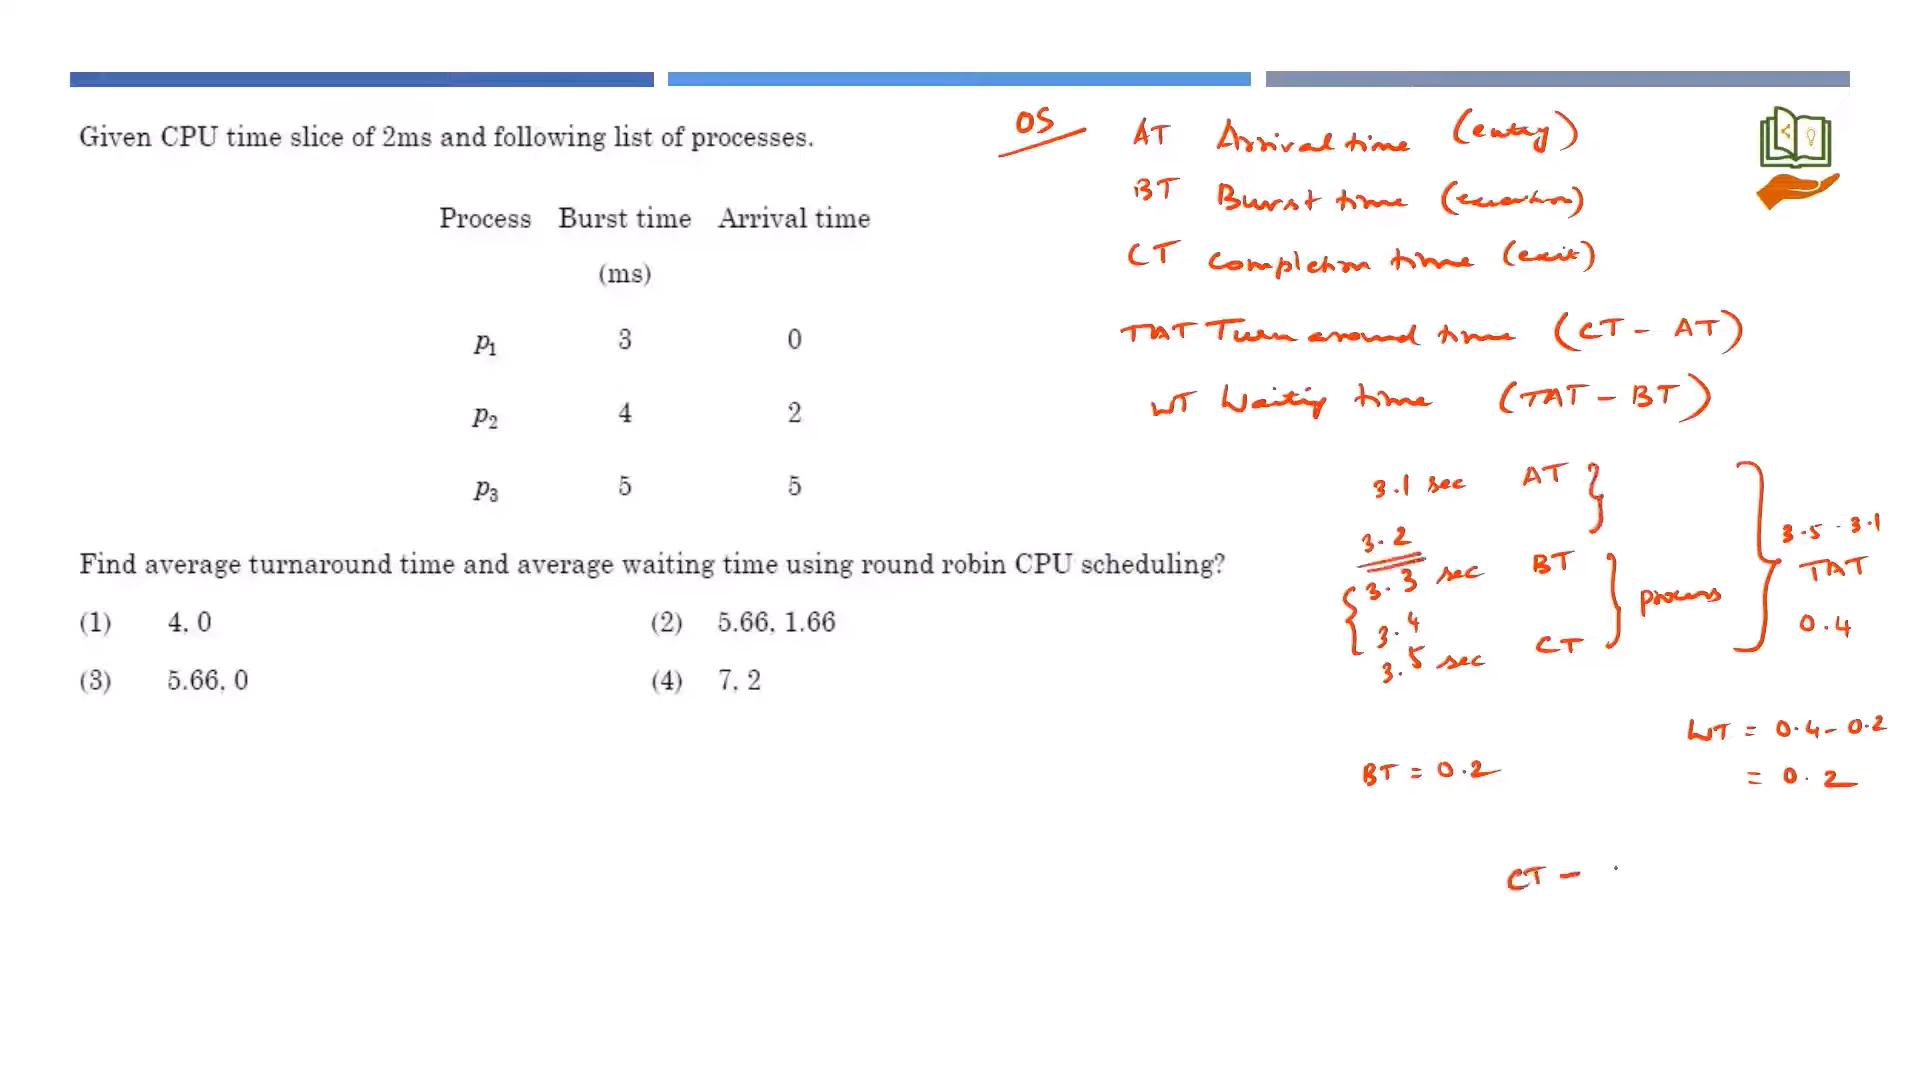 Given CPU time slice of 2ms and following list of processes.
Process Burst time Arrival time
(ms)
p1 3 0
p2 4 2
p3 5 5
Find average turnaround time and average waiting time using round robin CPU scheduling?
(1) 4, 0 (2) 5.66, 1.66
(3) 5.66, 0 (4) 7, 2
OS
AT Arrival time (entry)
BT Burst time (execution)
CT Completion time (exit)
TAT Turn around time (CT - AT)
WT Waiting time (TAT - BT)
3.1 sec AT
3.2
3.3 sec BT
3.4
3.5 sec CT
process
3.5 - 3.1
TAT
0.4
BT = 0.2
WT = 0.4 - 0.2
= 0.2
CT -